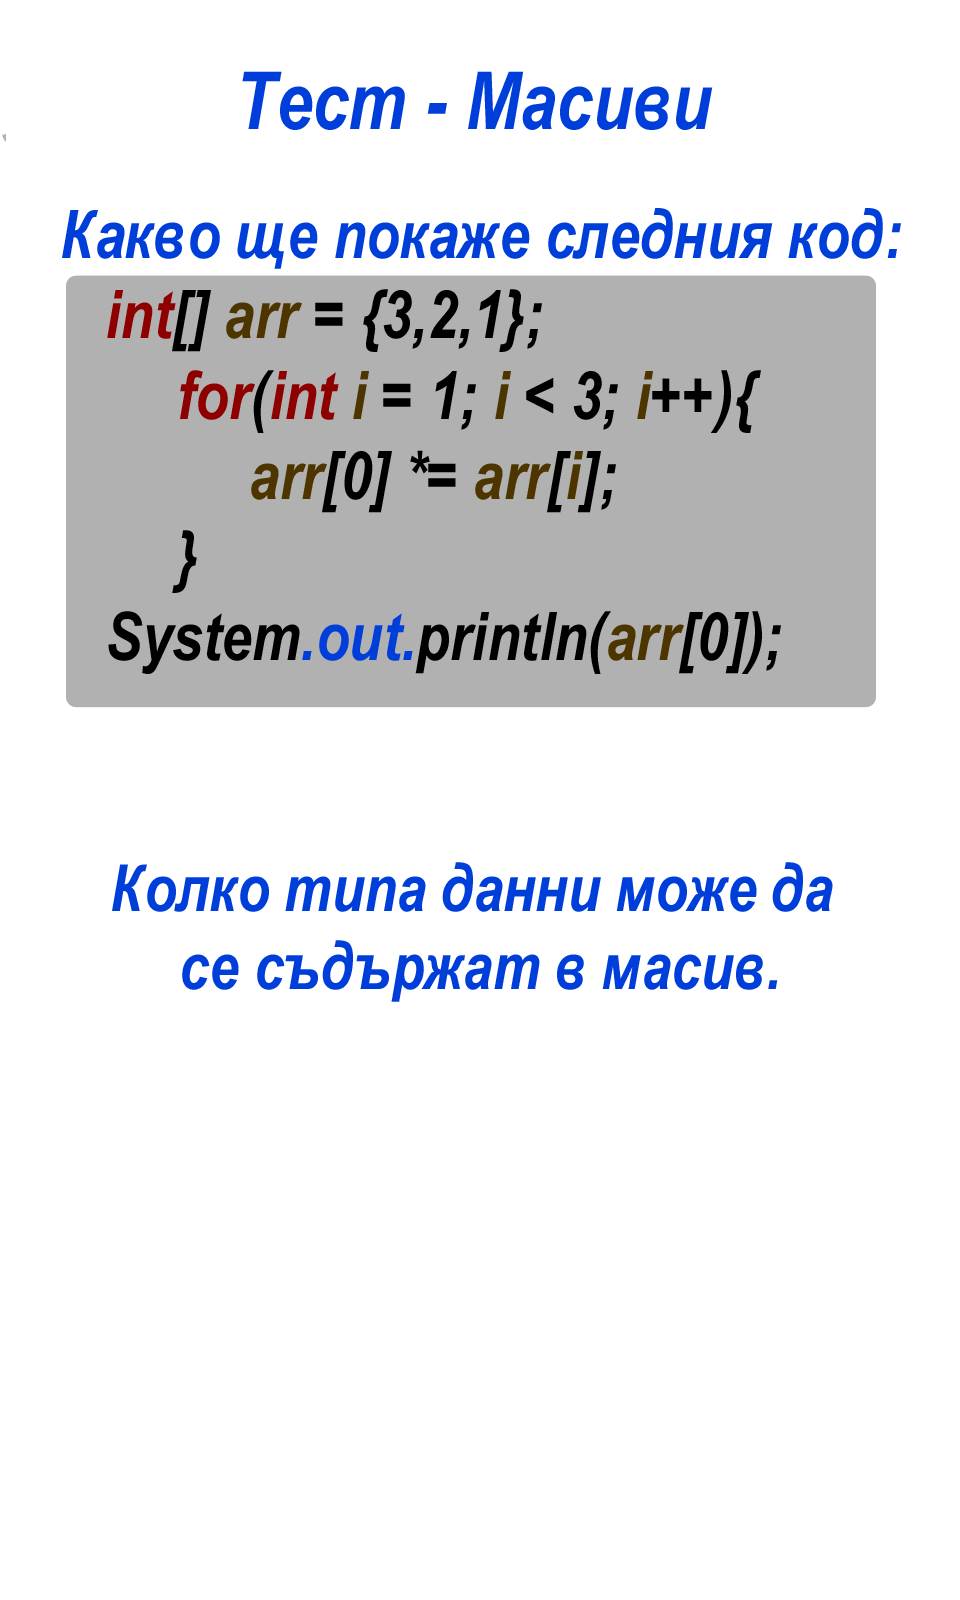 Тест - Масиви
Какво ще покаже следния код:
int[] arr = {3,2,1};
for(int i = 1; i < 3; i++){
arr[0] *= arr[i];
}
System.out.println(arr[0]);
Колко типа данни може да
се съдържат в масив.